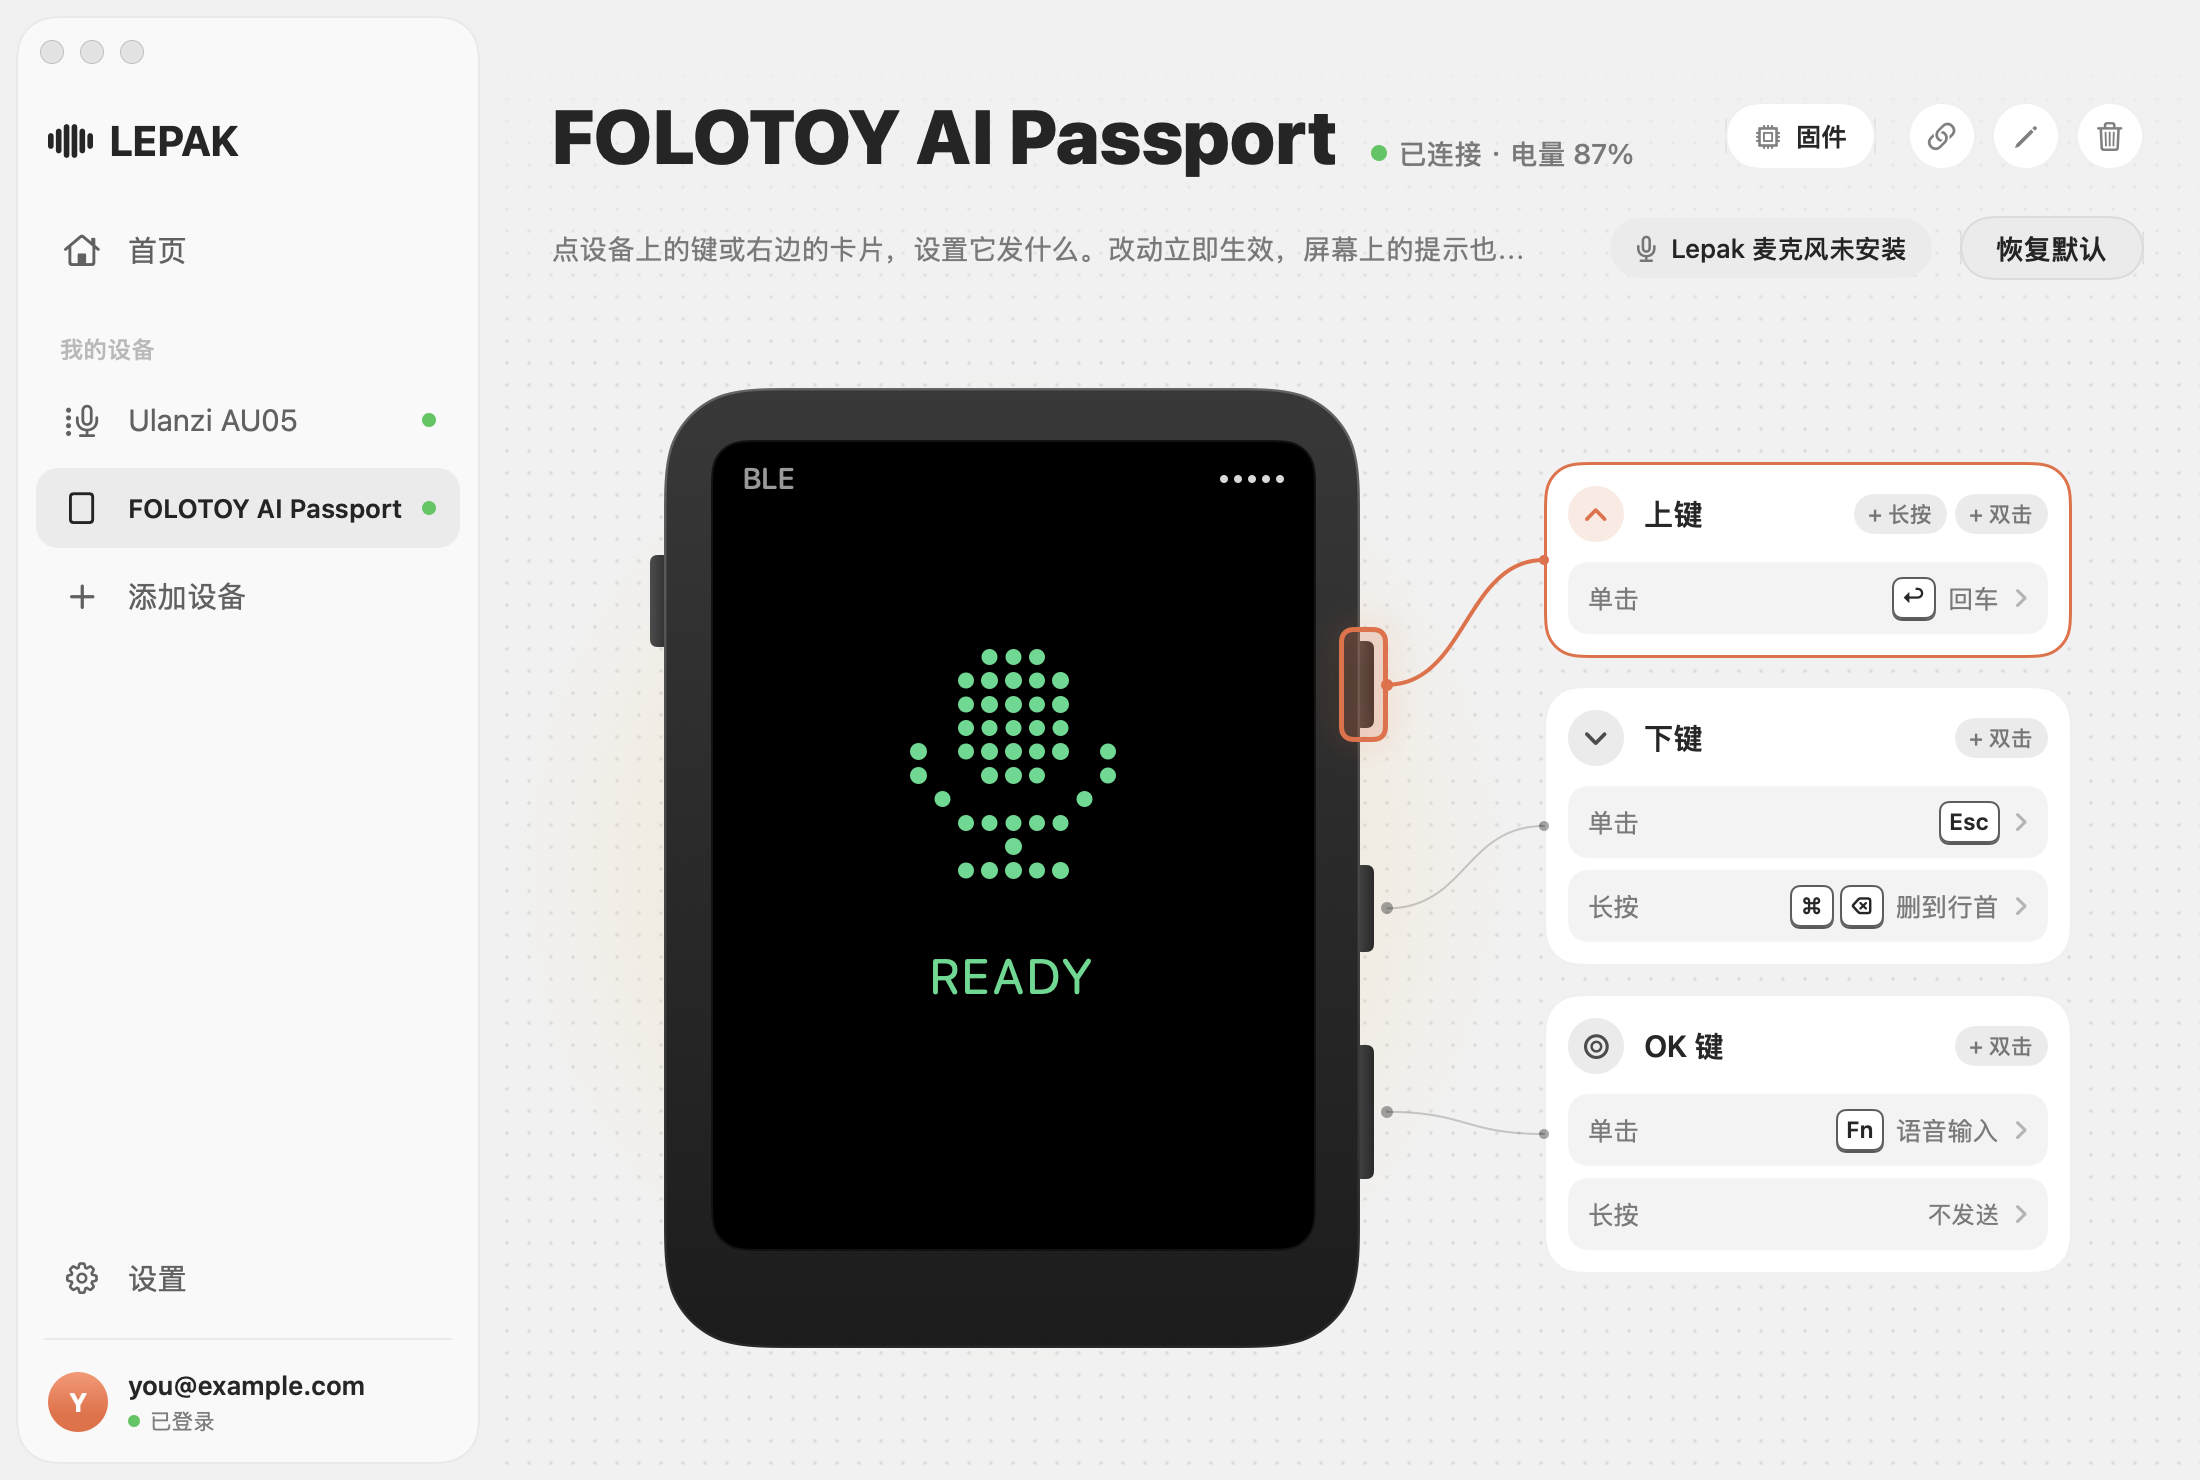 LEPAK
首页
我的设备
Ulanzi AU05
FOLOTOY AI Passport
添加设备
设置
Y
you@example.com
已登录
FOLOTOY AI Passport
已连接 · 电量 87%
固件
点设备上的键或右边的卡片，设置它发什么。改动立即生效，屏幕上的提示也...
Lepak 麦克风未安装
恢复默认
BLE
READY
上键
+ 长按
+ 双击
单击
回车
下键
+ 双击
单击
Esc
长按
⌘ ⌫ 删到行首
OK 键
+ 双击
单击
Fn 语音输入
长按
不发送